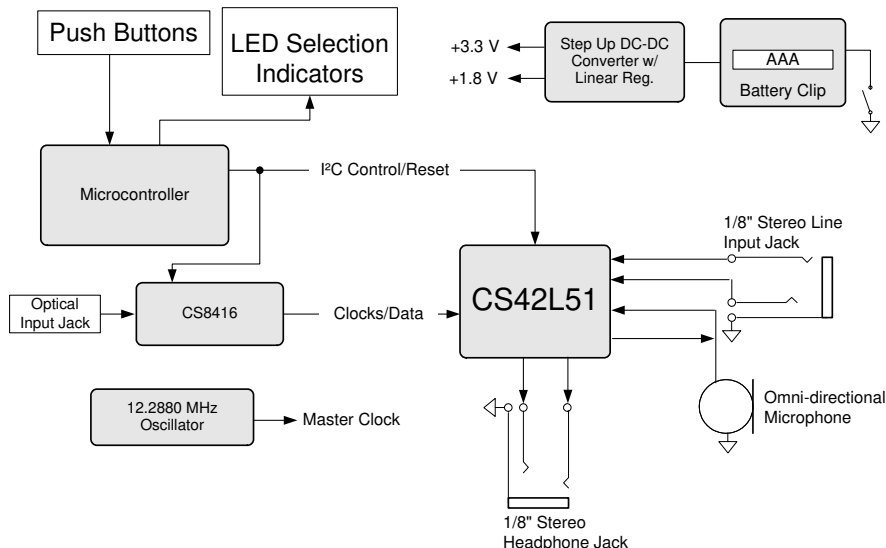 Push Buttons
LED Selection
Indicators
+3.3 V
+1.8 V
Step Up DC-DC
Converter w/
Linear Reg.
AAA
Battery Clip
Microcontroller
I²C Control/Reset
1/8" Stereo Line
Input Jack
Optical
Input Jack
CS8416
Clocks/Data
CS42L51
12.2880 MHz
Oscillator
Master Clock
Omni-directional
Microphone
1/8" Stereo
Headphone Jack